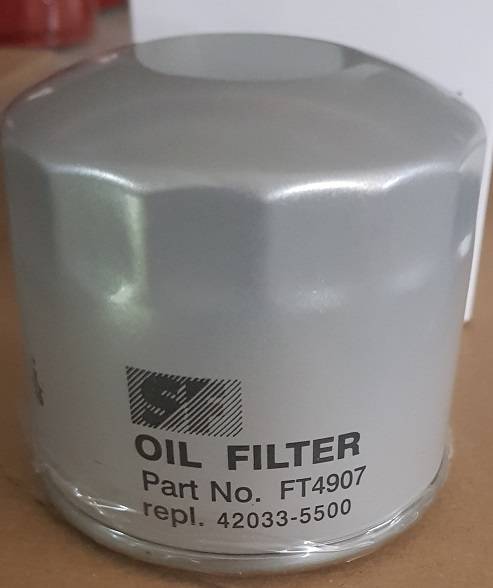 SF
OIL FILTER
Part No. FT4907
repl. 42033-5500